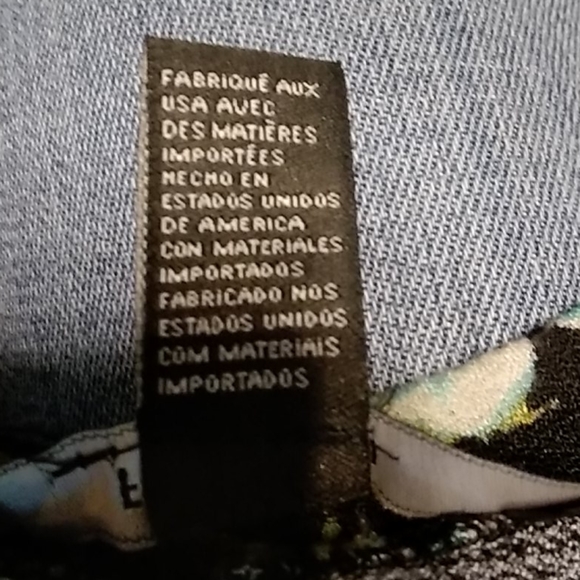 FABRIQUÉ AUX
USA AVEC
DES MATIÈRES
IMPORTÉES
HECHO EN
ESTADOS UNIDOS
DE AMERICA
CON MATERIALES
IMPORTADOS
FABRICADO NOS
ESTADOS UNIDOS
COM MATERIAIS
IMPORTADOS